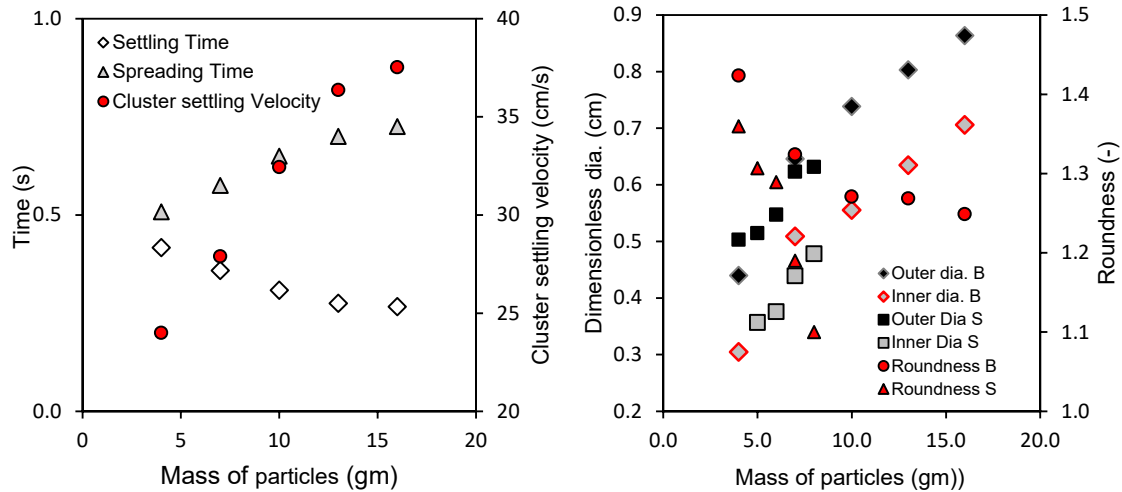 1.0
0.5
0.0
Time (s)
Settling Time
Spreading Time
Cluster settling Velocity
40
35
30
25
20
Cluster settling velocity (cm/s)
0
5
10
15
20
Mass of particles (gm)
0.9
0.8
0.7
0.6
0.5
0.4
0.3
0.2
Dimensionless dia. (cm)
Outer dia. B
Inner dia. B
Outer Dia S
Inner Dia S
Roundness B
Roundness S
1.5
1.4
1.3
1.2
1.1
1.0
Roundness (-)
0.0
5.0
10.0
15.0
20.0
Mass of particles (gm))